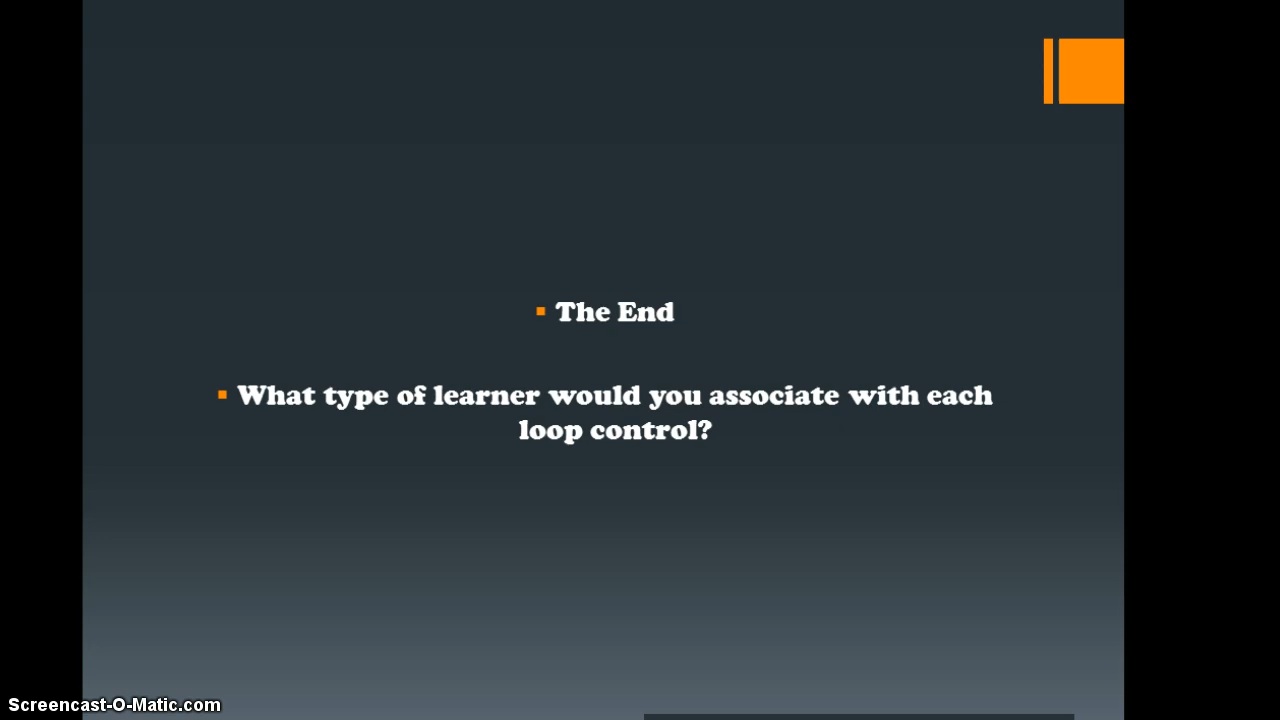 The End
What type of learner would you associate with each
loop control?
Screencast-O-Matic.com